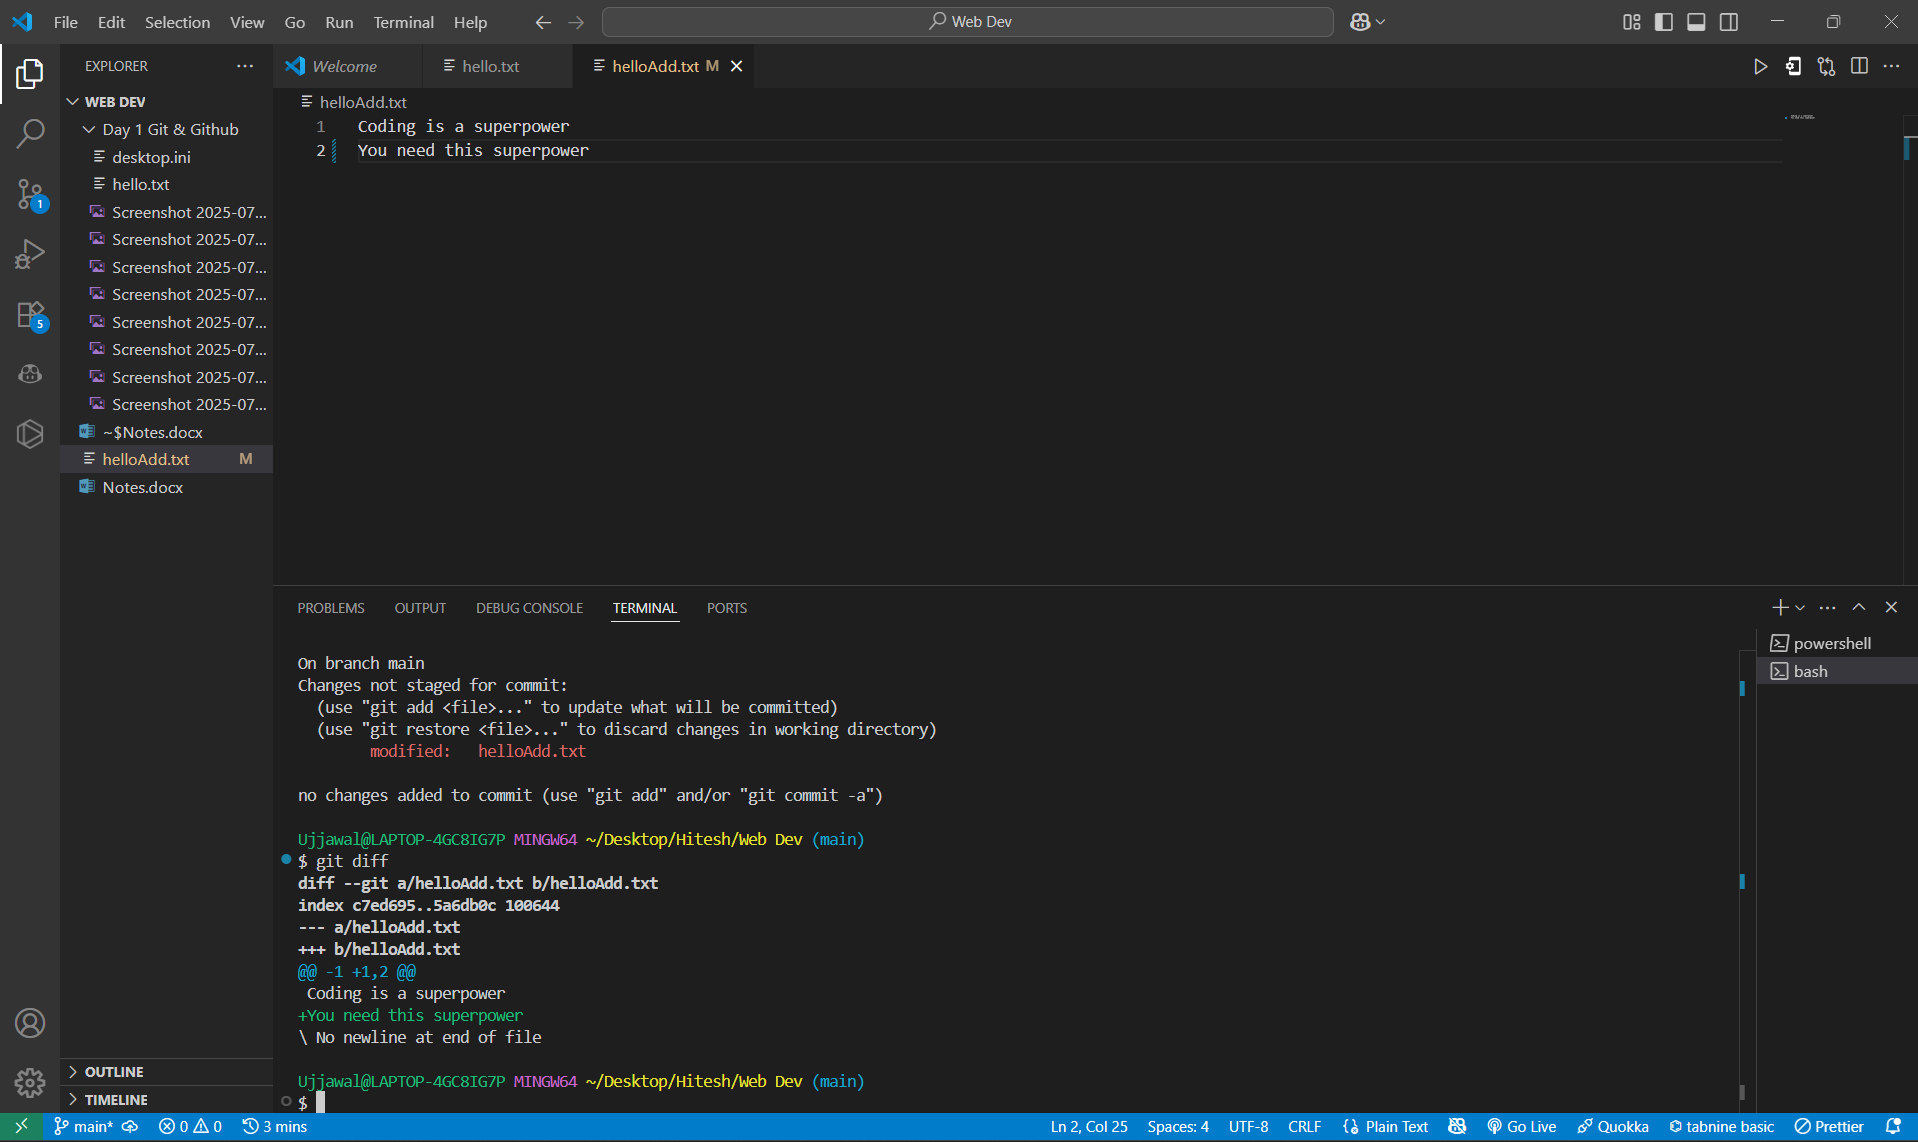 File Edit Selection View Go Run Terminal Help
Web Dev
EXPLORER
WEB DEV
Day 1 Git & Github
desktop.ini
hello.txt
Screenshot 2025-07...
Screenshot 2025-07...
Screenshot 2025-07...
Screenshot 2025-07...
Screenshot 2025-07...
Screenshot 2025-07...
Screenshot 2025-07...
Screenshot 2025-07...
~$Notes.docx
helloAdd.txt M
Notes.docx
OUTLINE
TIMELINE
1
5
Welcome hello.txt helloAdd.txt M
helloAdd.txt
1 Coding is a superpower
2 You need this superpower
PROBLEMS OUTPUT DEBUG CONSOLE TERMINAL PORTS
powershell
bash
On branch main
Changes not staged for commit:
(use "git add <file>..." to update what will be committed)
(use "git restore <file>..." to discard changes in working directory)
modified: helloAdd.txt
no changes added to commit (use "git add" and/or "git commit -a")
Ujjawal@LAPTOP-4GC8IG7P MINGW64 ~/Desktop/Hitesh/Web Dev (main)
$ git diff
diff --git a/helloAdd.txt b/helloAdd.txt
index c7ed695..5a6db0c 100644
--- a/helloAdd.txt
+++ b/helloAdd.txt
@@ -1 +1,2 @@
Coding is a superpower
+You need this superpower
\ No newline at end of file
Ujjawal@LAPTOP-4GC8IG7P MINGW64 ~/Desktop/Hitesh/Web Dev (main)
$
main* 0 0 3 mins Ln 2, Col 25 Spaces: 4 UTF-8 CRLF {} Plain Text Go Live Quokka tabnine basic Prettier